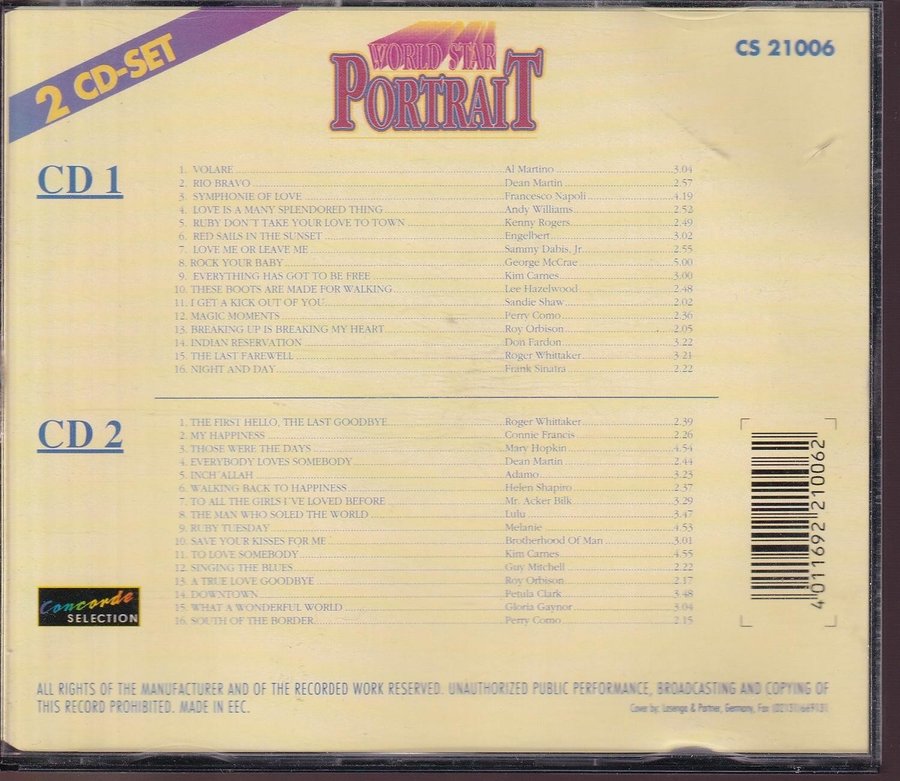 2 CD-SET
WORLD STAR
PORTRAIT
CS 21006
CD 1
1. VOLARE Al Martino 3.04
2. RIO BRAVO Dean Martin 2.57
3. SYMPHONIE OF LOVE Francesco Napoli 4.19
4. LOVE IS A MANY SPLENDORED THING Andy Williams 2.52
5. RUBY DON´T TAKE YOUR LOVE TO TOWN Kenny Rogers 2.49
6. RED SAILS IN THE SUNSET Engelbert 3.02
7. LOVE ME OR LEAVE ME Sammy Dabis, Jr. 2.55
8. ROCK YOUR BABY George McCrae 5.00
9. EVERYTHING HAS GOT TO BE FREE Kim Carnes 3.00
10. THESE BOOTS ARE MADE FOR WALKING Lee Hazelwood 2.48
11. I GET A KICK OUT OF YOU Sandie Shaw 2.02
12. MAGIC MOMENTS Perry Como 2.36
13. BREAKING UP IS BREAKING MY HEART Roy Orbison 2.05
14. INDIAN RESERVATION Don Fardon 3.22
15. THE LAST FAREWELL Roger Whittaker 3.21
16. NIGHT AND DAY Frank Sinatra 2.22
CD 2
1. THE FIRST HELLO, THE LAST GOODBYE Roger Whittaker 2.39
2. MY HAPPINESS Connie Francis 2.26
3. THOSE WERE THE DAYS Mary Hopkin 4.54
4. EVERYBODY LOVES SOMEBODY Dean Martin 2.44
5. INCH´ALLAH Adamo 3.23
6. WALKING BACK TO HAPPINESS Helen Shapiro 2.37
7. TO ALL THE GIRLS I´VE LOVED BEFORE Mr. Acker Bilk 3.29
8. THE MAN WHO SOLED THE WORLD Lulu 3.47
9. RUBY TUESDAY Melanie 4.53
10. SAVE YOUR KISSES FOR ME Brotherhood Of Man 3.01
11. TO LOVE SOMEBODY Kim Carnes 4.55
12. SINGING THE BLUES Guy Mitchell 2.22
13. A TRUE LOVE GOODBYE Roy Orbison 2.17
14. DOWNTOWN Petula Clark 3.48
15. WHAT A WONDERFUL WORLD Gloria Gaynor 3.04
16. SOUTH OF THE BORDER Perry Como 2.15
4 011692 210062
Concorde
SELECTION
ALL RIGHTS OF THE MANUFACTURER AND OF THE RECORDED WORK RESERVED. UNAUTHORIZED PUBLIC PERFORMANCE, BROADCASTING AND COPYING OF
THIS RECORD PROHIBITED. MADE IN EEC.
Cover by: Losenga & Partner, Germany, Fax (02151)